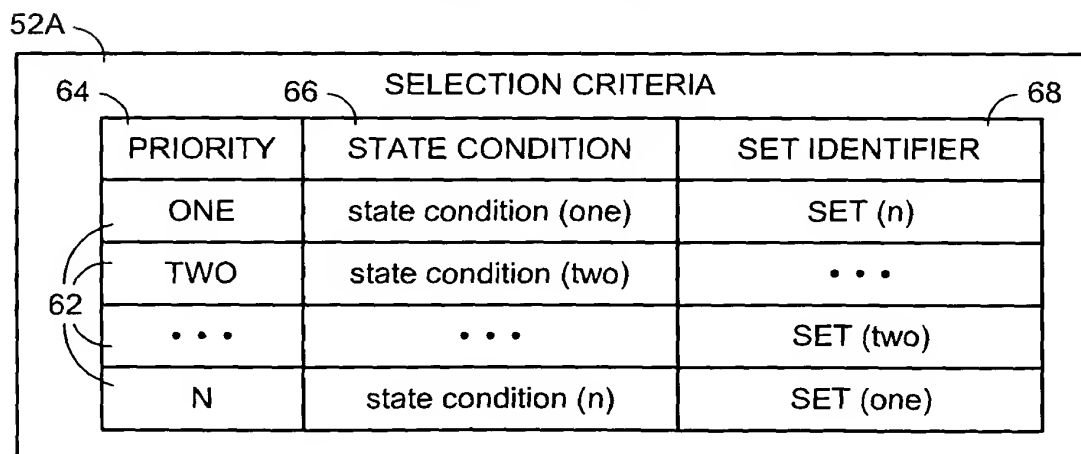 52A
SELECTION CRITERIA
64 66 68
PRIORITY STATE CONDITION SET IDENTIFIER
ONE state condition (one) SET (n)
TWO state condition (two) • • •
62
• • • • • • SET (two)
N state condition (n) SET (one)